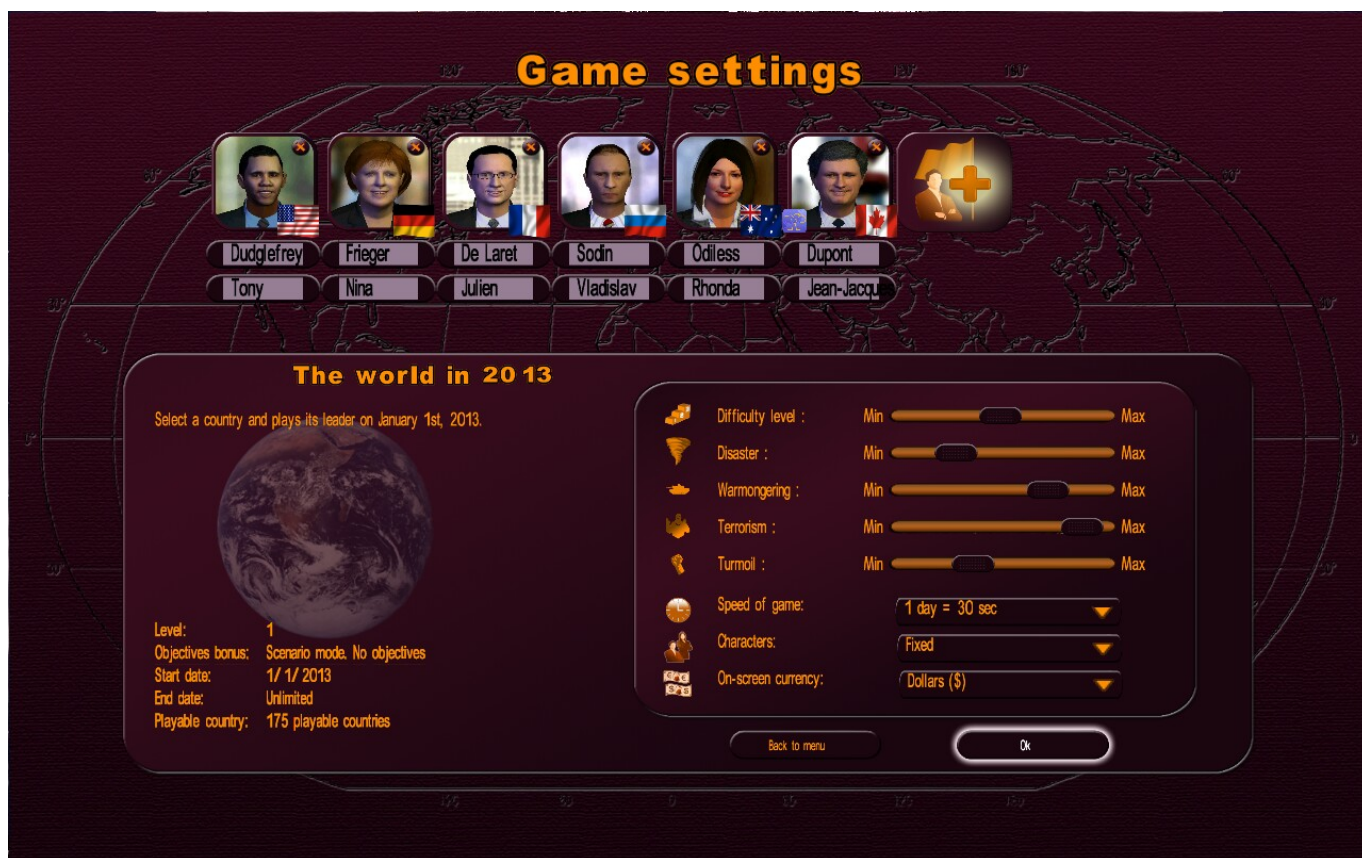 Game settings
Dudglefrey Frieger De Laret Sodin Odiless Dupont
Tony Nina Julien Vladislav Rhonda Jean-Jacques
The world in 2013
Select a country and plays its leader on January 1st, 2013.
Difficulty level : Min Max
Disaster : Min Max
Warmongering : Min Max
Terrorism : Min Max
Turmoil : Min Max
Speed of game: 1 day = 30 sec
Characters: Fixed
On-screen currency: Dollars ($)
Level: 1
Objectives bonus: Scenario mode. No objectives
Start date: 1/ 1/ 2013
End date: Unlimited
Playable country: 175 playable countries
Back to menu Ok